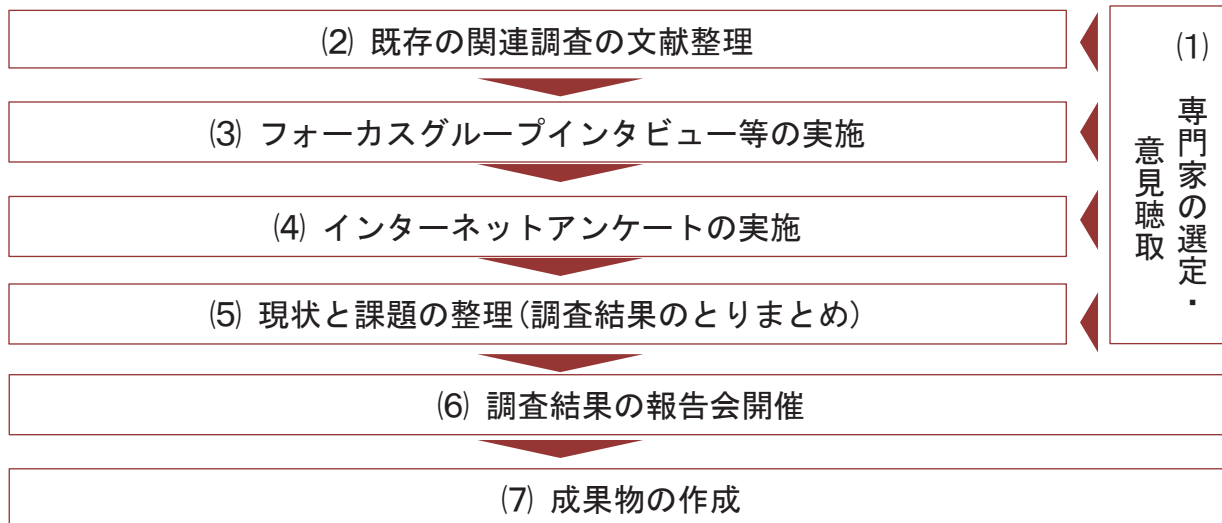 ⑵ 既存の関連調査の文献整理
⑶ フォーカスグループインタビュー等の実施
⑷ インターネットアンケートの実施
⑸ 現状と課題の整理（調査結果のとりまとめ）
⑹ 調査結果の報告会開催
⑺ 成果物の作成
⑴ 専門家の選定・
意見聴取